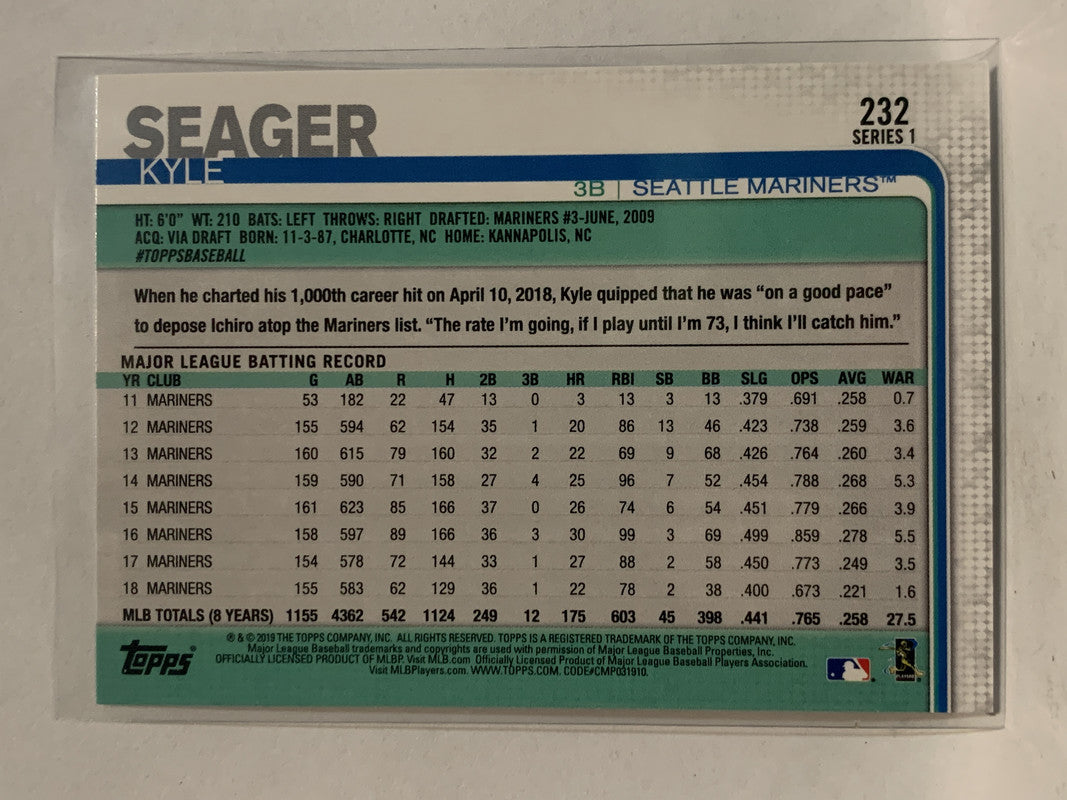 SEAGER
KYLE
232
SERIES 1
3B | SEATTLE MARINERS™
HT: 6'0" WT: 210 BATS: LEFT THROWS: RIGHT DRAFTED: MARINERS #3-JUNE, 2009
ACQ: VIA DRAFT BORN: 11-3-87, CHARLOTTE, NC HOME: KANNAPOLIS, NC
#TOPPSBASEBALL
When he charted his 1,000th career hit on April 10, 2018, Kyle quipped that he was “on a good pace”
to depose Ichiro atop the Mariners list. “The rate I'm going, if I play until I'm 73, I think I'll catch him.”
MAJOR LEAGUE BATTING RECORD
YR CLUB G AB R H 2B 3B HR RBI SB BB SLG OPS AVG WAR
11 MARINERS 53 182 22 47 13 0 3 13 3 13 .379 .691 .258 0.7
12 MARINERS 155 594 62 154 35 1 20 86 13 46 .423 .738 .259 3.6
13 MARINERS 160 615 79 160 32 2 22 69 9 68 .426 .764 .260 3.4
14 MARINERS 159 590 71 158 27 4 25 96 7 52 .454 .788 .268 5.3
15 MARINERS 161 623 85 166 37 0 26 74 6 54 .451 .779 .266 3.9
16 MARINERS 158 597 89 166 36 3 30 99 3 69 .499 .859 .278 5.5
17 MARINERS 154 578 72 144 33 1 27 88 2 58 .450 .773 .249 3.5
18 MARINERS 155 583 62 129 36 1 22 78 2 38 .400 .673 .221 1.6
MLB TOTALS (8 YEARS) 1155 4362 542 1124 249 12 175 603 45 398 .441 .765 .258 27.5
® & © 2019 THE TOPPS COMPANY, INC. ALL RIGHTS RESERVED. TOPPS IS A REGISTERED TRADEMARK OF THE TOPPS COMPANY, INC.
Major League Baseball trademarks and copyrights are used with permission of Major League Baseball Properties, Inc.
OFFICIALLY LICENSED PRODUCT OF MLBP. Visit MLB.com Officially Licensed Product of Major League Baseball Players Association.
Visit MLBPlayers.com. WWW.TOPPS.COM. CODE#CMP031910.
Topps®
PLAYERS